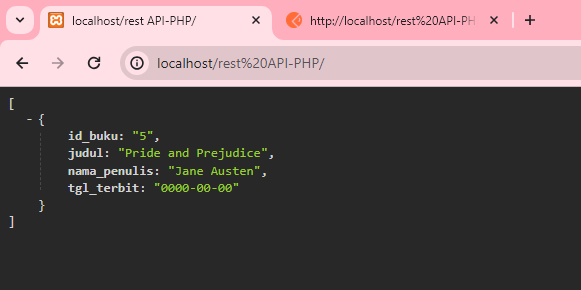 localhost/rest API-PHP/
http://localhost/rest%20API-PH
localhost/rest%20API-PHP/
[
- {
id_buku: "5",
judul: "Pride and Prejudice",
nama_penulis: "Jane Austen",
tgl_terbit: "0000-00-00"
}
]